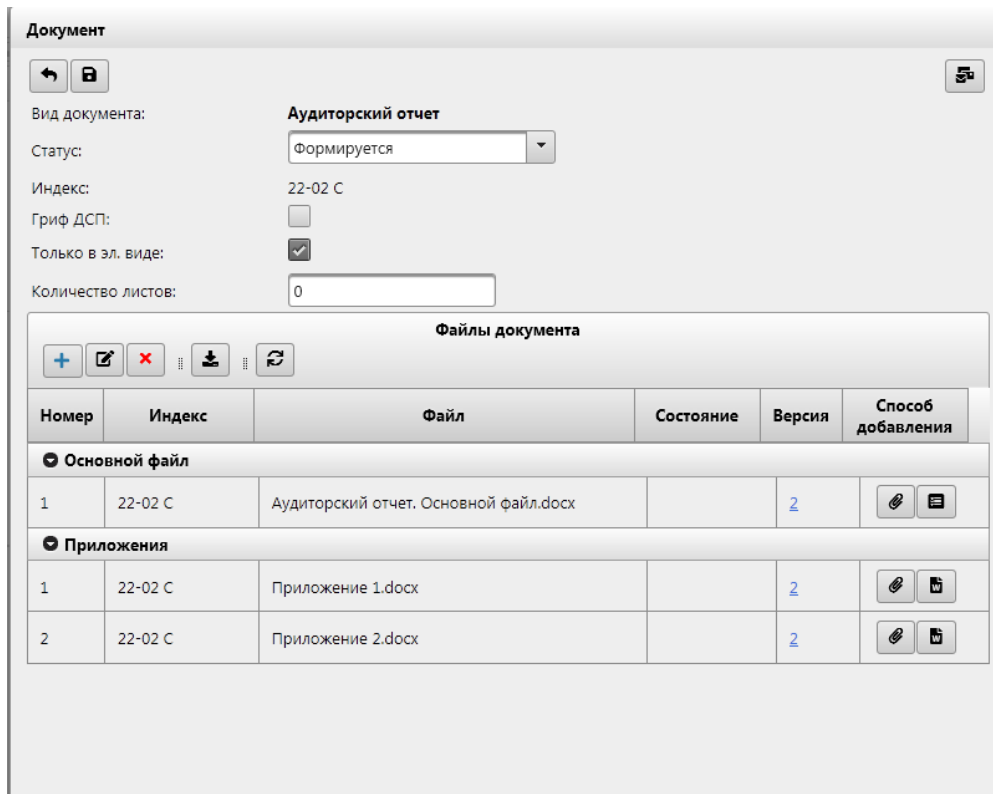 Документ
Вид документа: Аудиторский отчет
Статус: Формируется
Индекс: 22-02 С
Гриф ДСП:
Только в эл. виде:
Количество листов: 0
Файлы документа
Номер Индекс Файл Состояние Версия Способ добавления
Основной файл
1 22-02 С Аудиторский отчет. Основной файл.docx 2
Приложения
1 22-02 С Приложение 1.docx 2
2 22-02 С Приложение 2.docx 2